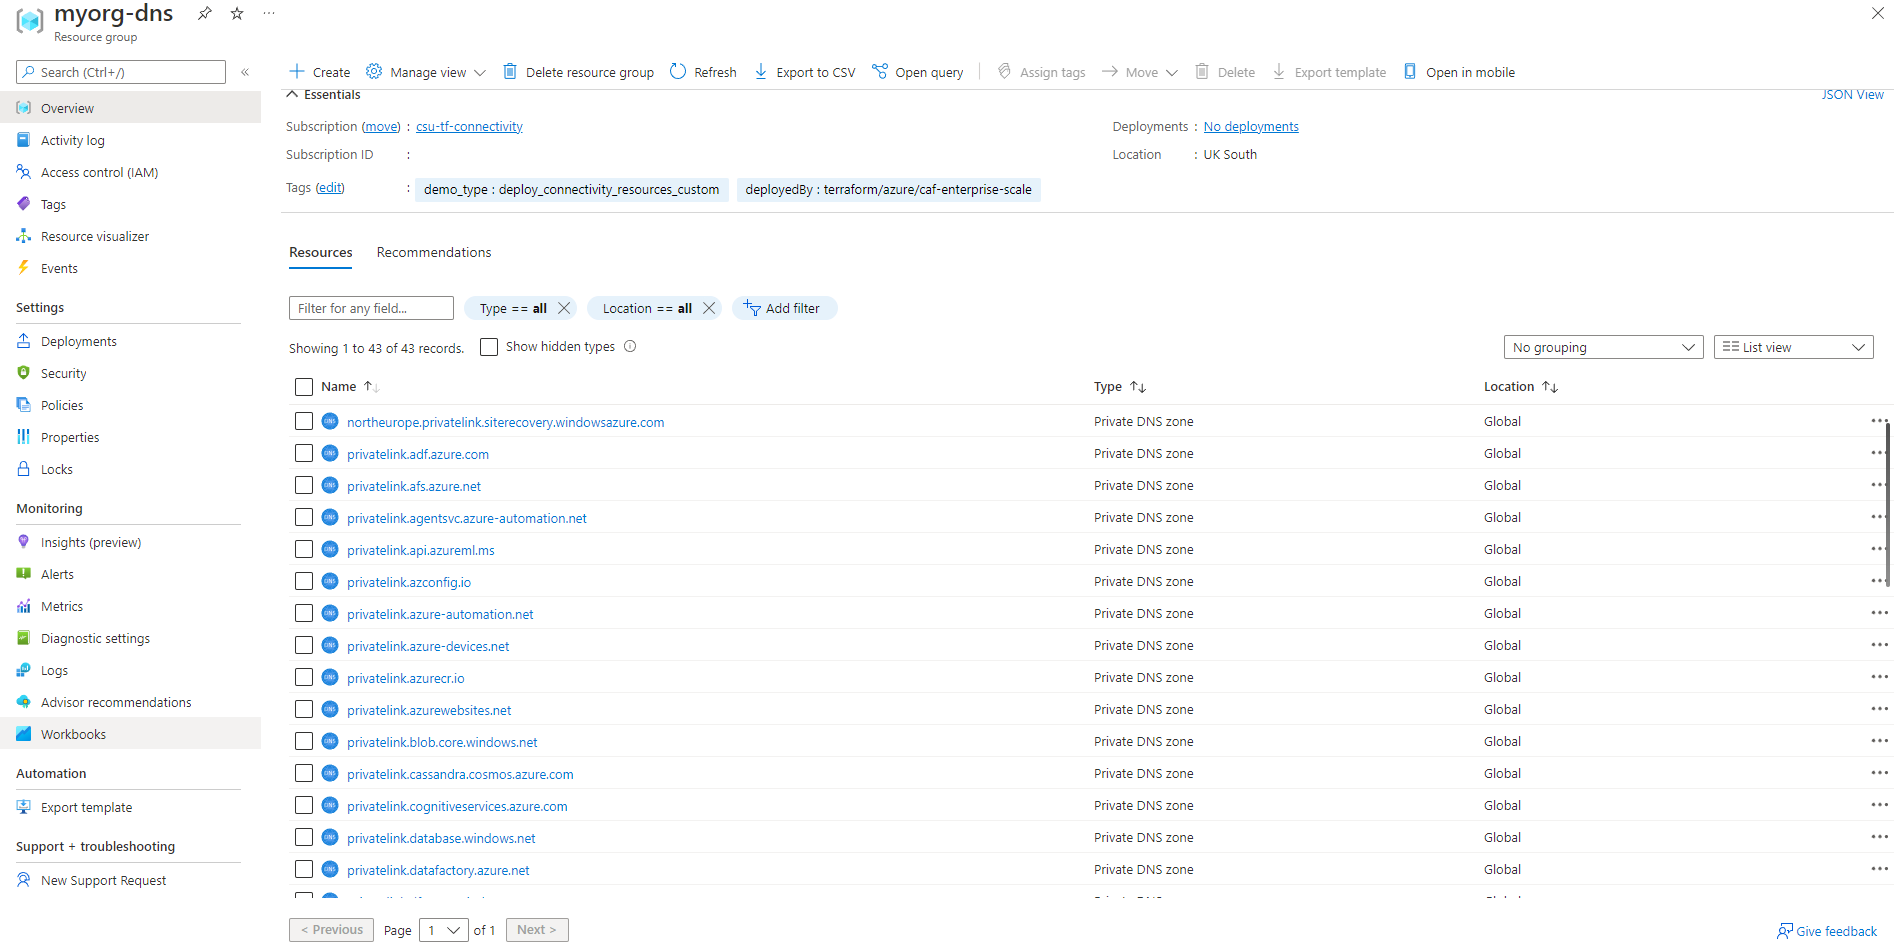 myorg-dns
Resource group
Search (Ctrl+/)
Overview
Activity log
Access control (IAM)
Tags
Resource visualizer
Events
Settings
Deployments
Security
Policies
Properties
Locks
Monitoring
Insights (preview)
Alerts
Metrics
Diagnostic settings
Logs
Advisor recommendations
Workbooks
Automation
Export template
Support + troubleshooting
New Support Request
Create Manage view Delete resource group Refresh Export to CSV Open query Assign tags Move Delete Export template Open in mobile
Essentials JSON View
Subscription (move) : csu-tf-connectivity Deployments : No deployments
Subscription ID : Location : UK South
Tags (edit) : demo_type : deploy_connectivity_resources_custom deployedBy : terraform/azure/caf-enterprise-scale
Resources Recommendations
Filter for any field... Type == all Location == all Add filter
Showing 1 to 43 of 43 records. Show hidden types No grouping List view
Name Type Location
northeurope.privatelink.siterecovery.windowsazure.com Private DNS zone Global
privatelink.adf.azure.com Private DNS zone Global
privatelink.afs.azure.net Private DNS zone Global
privatelink.agentsvc.azure-automation.net Private DNS zone Global
privatelink.api.azureml.ms Private DNS zone Global
privatelink.azconfig.io Private DNS zone Global
privatelink.azure-automation.net Private DNS zone Global
privatelink.azure-devices.net Private DNS zone Global
privatelink.azurecr.io Private DNS zone Global
privatelink.azurewebsites.net Private DNS zone Global
privatelink.blob.core.windows.net Private DNS zone Global
privatelink.cassandra.cosmos.azure.com Private DNS zone Global
privatelink.cognitiveservices.azure.com Private DNS zone Global
privatelink.database.windows.net Private DNS zone Global
privatelink.datafactory.azure.net Private DNS zone Global
< Previous Page 1 of 1 Next >
Give feedback